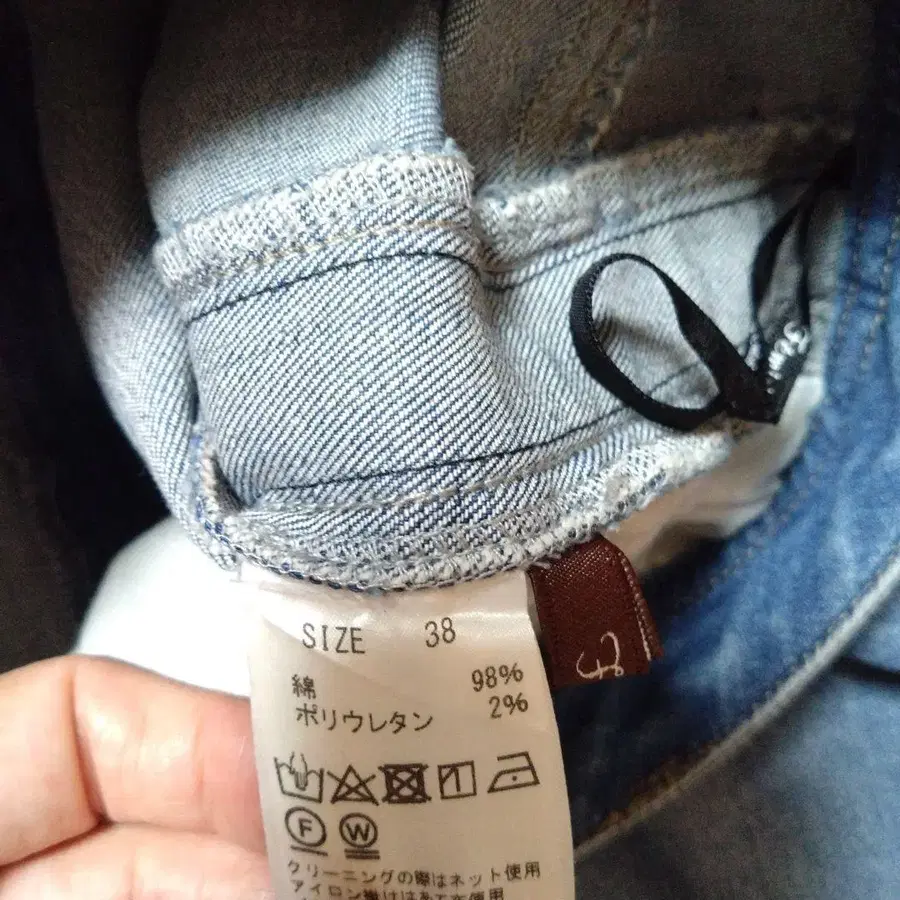 SIZE 38
綿 98%
ポリウレタン 2%
F W
クリーニングの際はネット使用